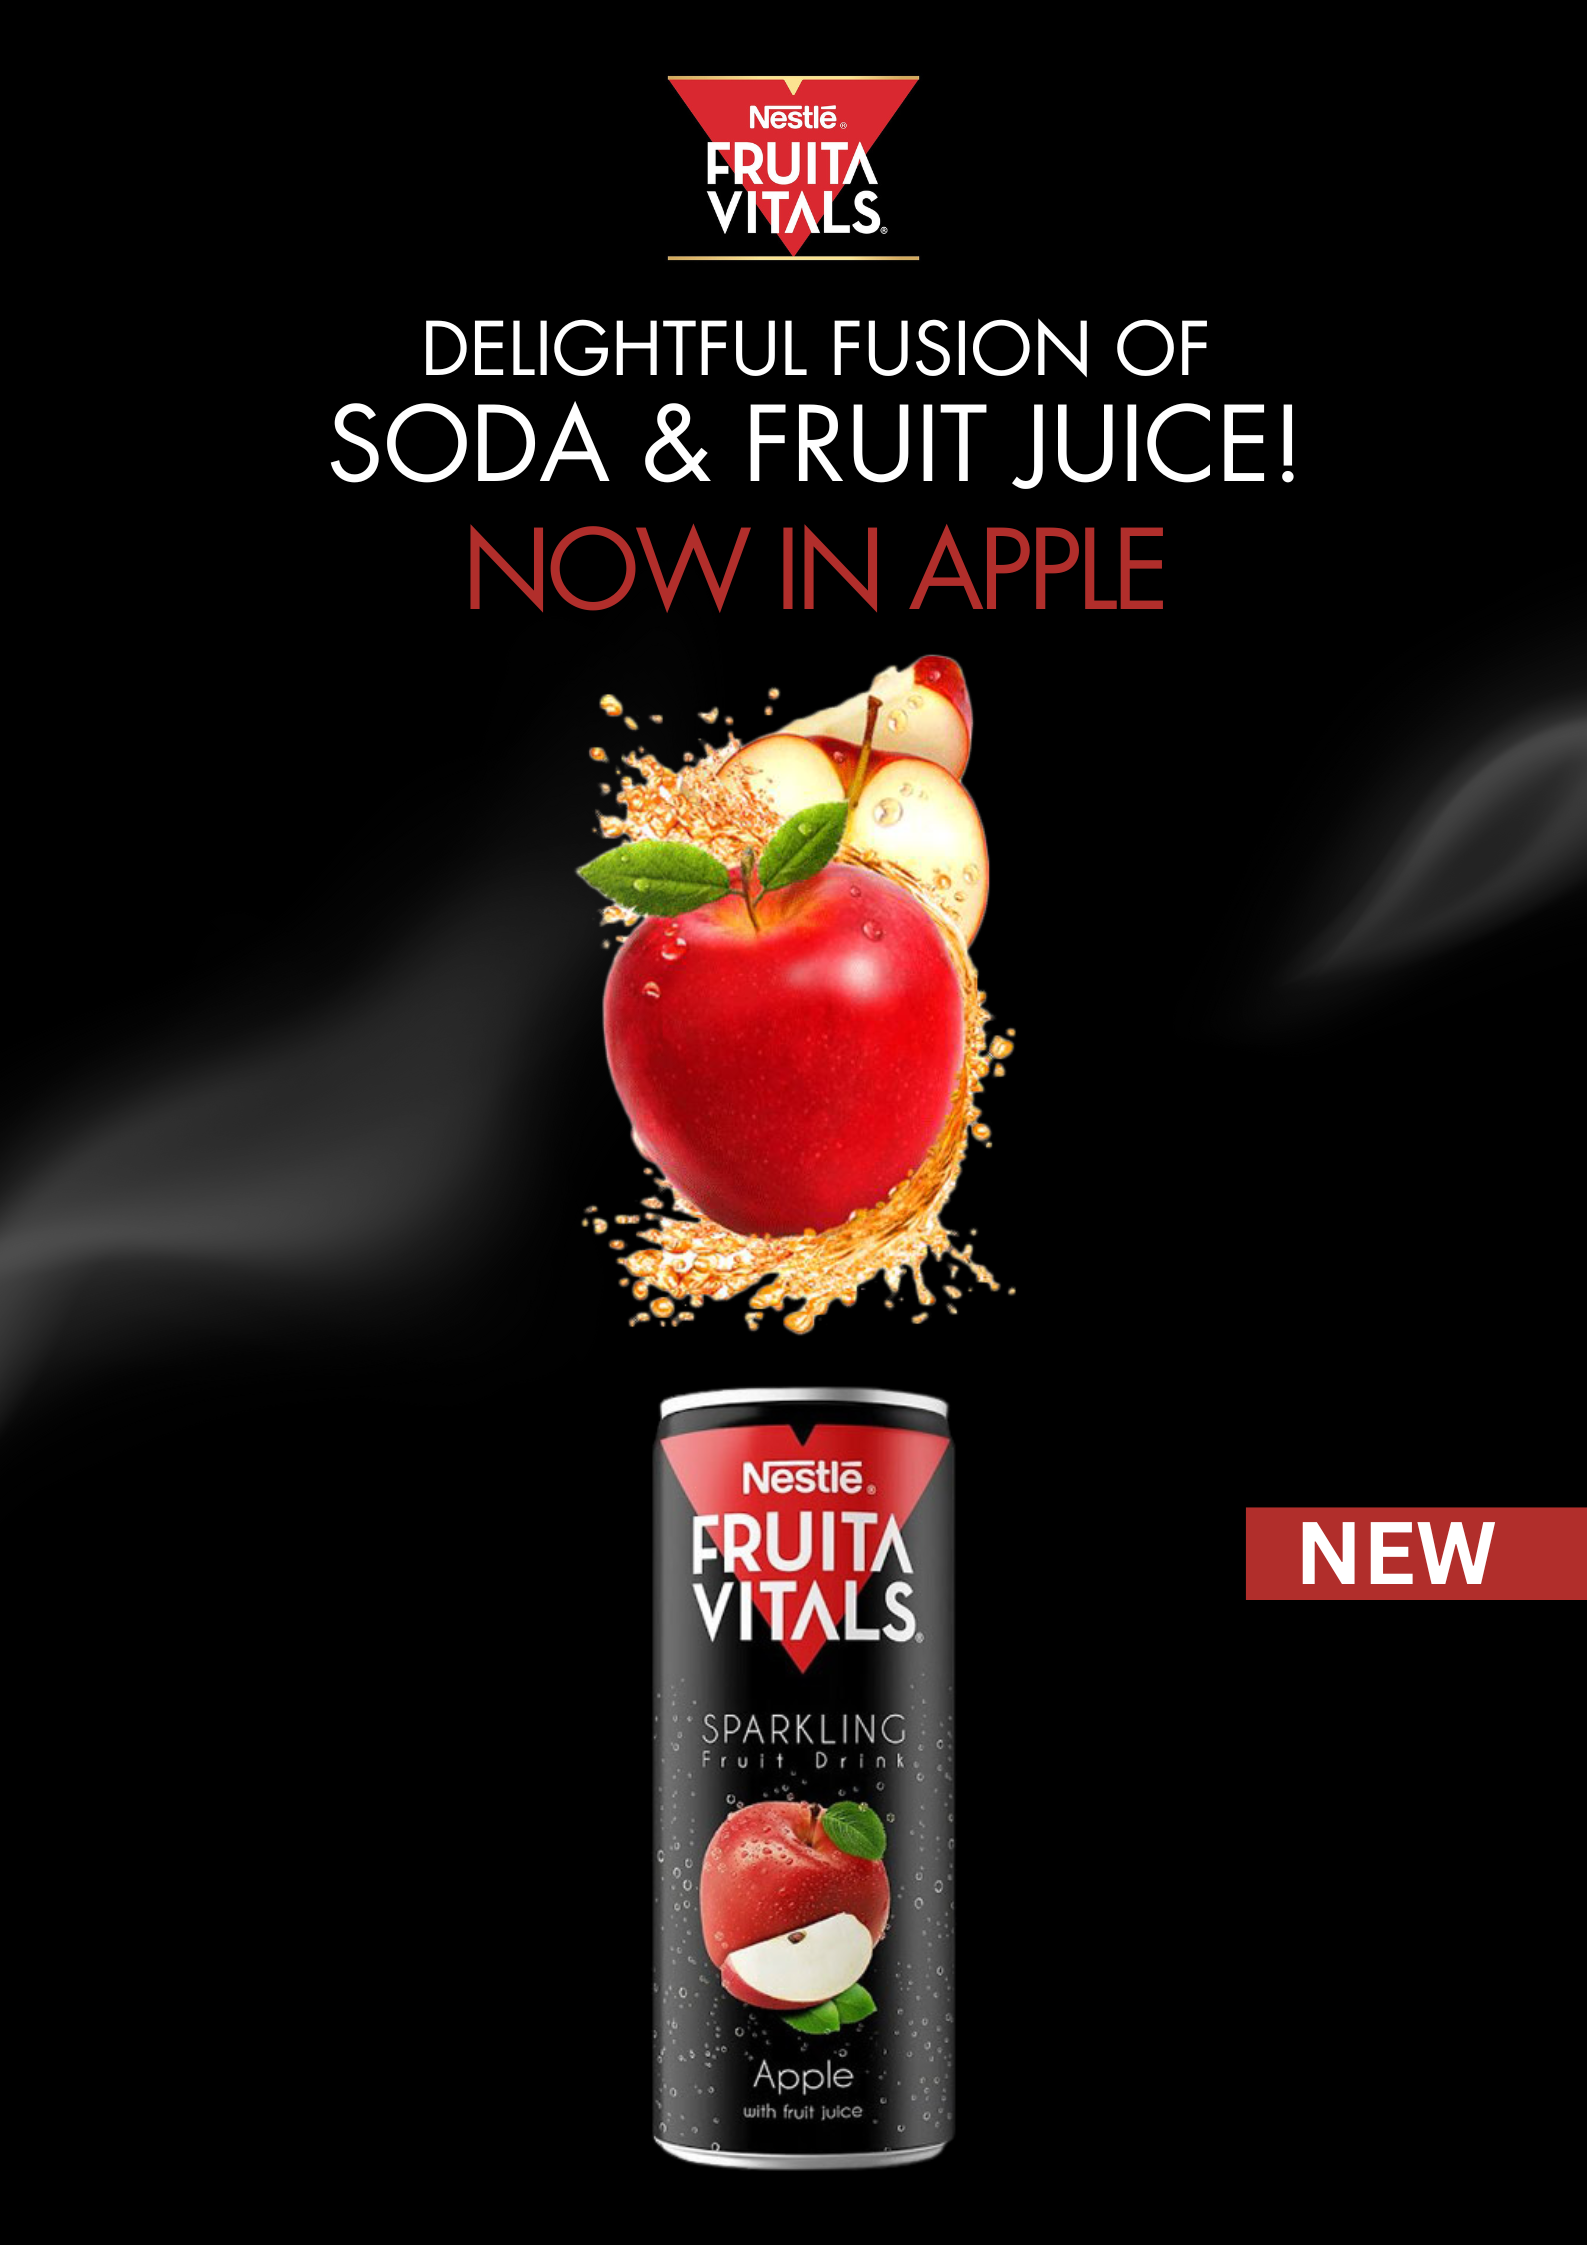 Nestlé®
FRUITA
VITALS®
DELIGHTFUL FUSION OF
SODA & FRUIT JUICE!
NOW IN APPLE
Nestlé®
FRUITA
VITALS®
NEW
SPARKLING
Fruit Drink
Apple
with fruit juice